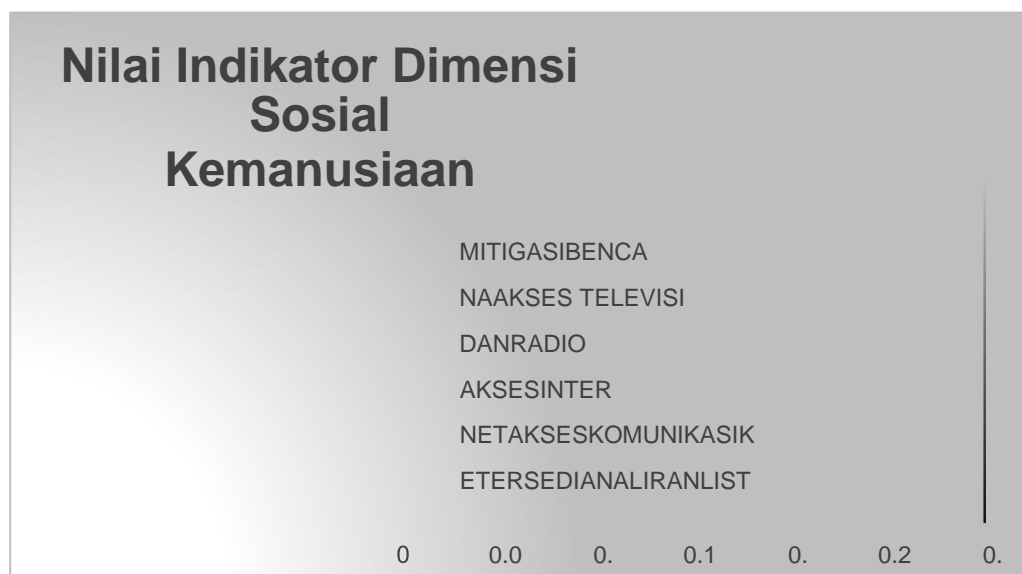 Nilai Indikator Dimensi
Sosial
Kemanusiaan
MITIGASIBENCA
NAAKSES TELEVISI
DANRADIO
AKSESINTER
NETAKSESKOMUNIKASIK
ETERSEDIANALIRANLIST
0 0.0 0. 0.1 0. 0.2 0.